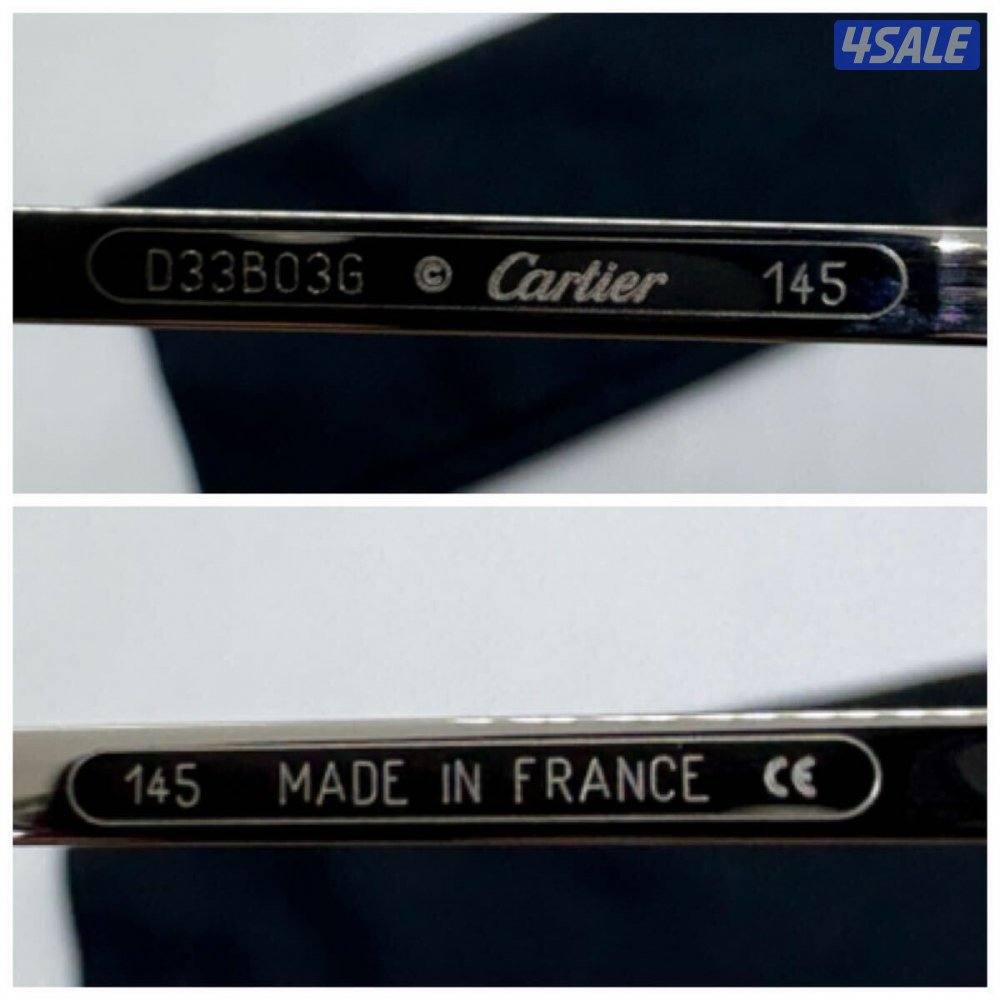 4SALE
D33B03G © Cartier 145
145 MADE IN FRANCE CE